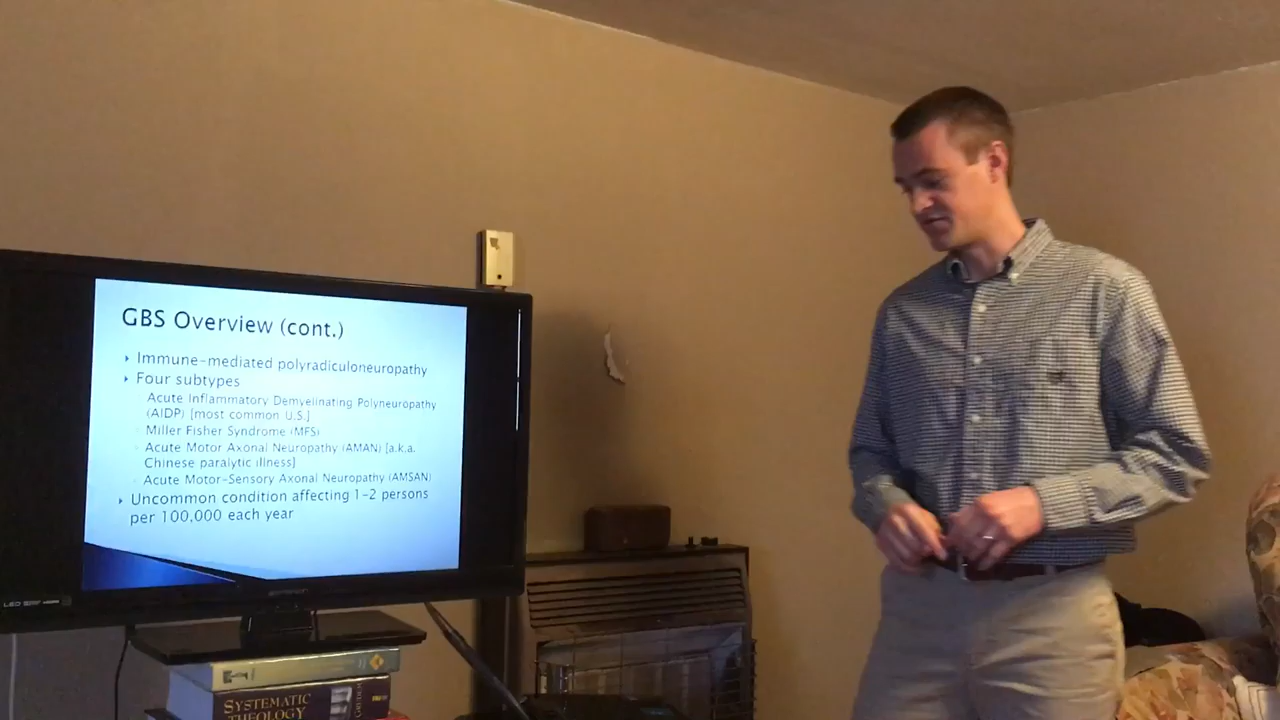 GBS Overview (cont.)
Immune-mediated polyradiculoneuropathy
Four subtypes
Acute Inflammatory Demyelinating Polyneuropathy
(AIDP) [most common U.S.]
Miller Fisher Syndrome (MFS)
Acute Motor Axonal Neuropathy (AMAN) [a.k.a.
Chinese paralytic illness]
Acute Motor-Sensory Axonal Neuropathy (AMSAN)
Uncommon condition affecting 1-2 persons
per 100,000 each year
LED
SYSTEMATIC
THEOLOGY